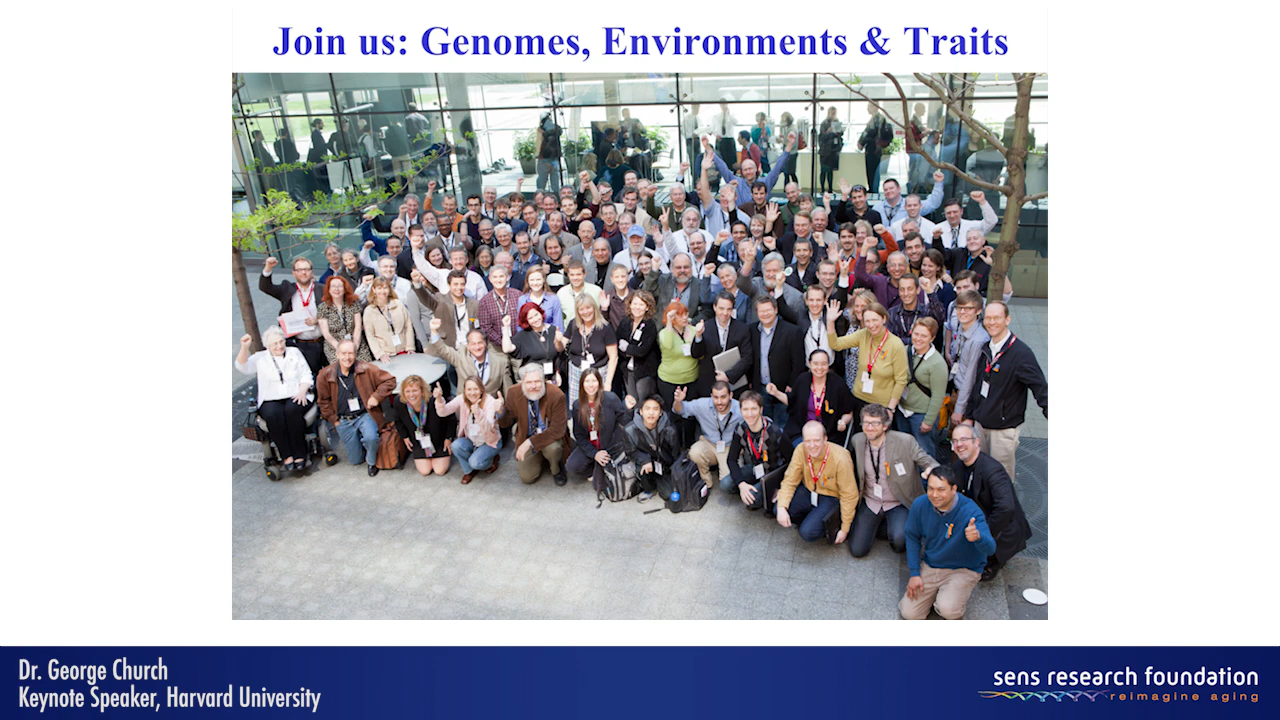 Join us: Genomes, Environments & Traits
Dr. George Church
Keynote Speaker, Harvard University
sens research foundation
reimagine aging